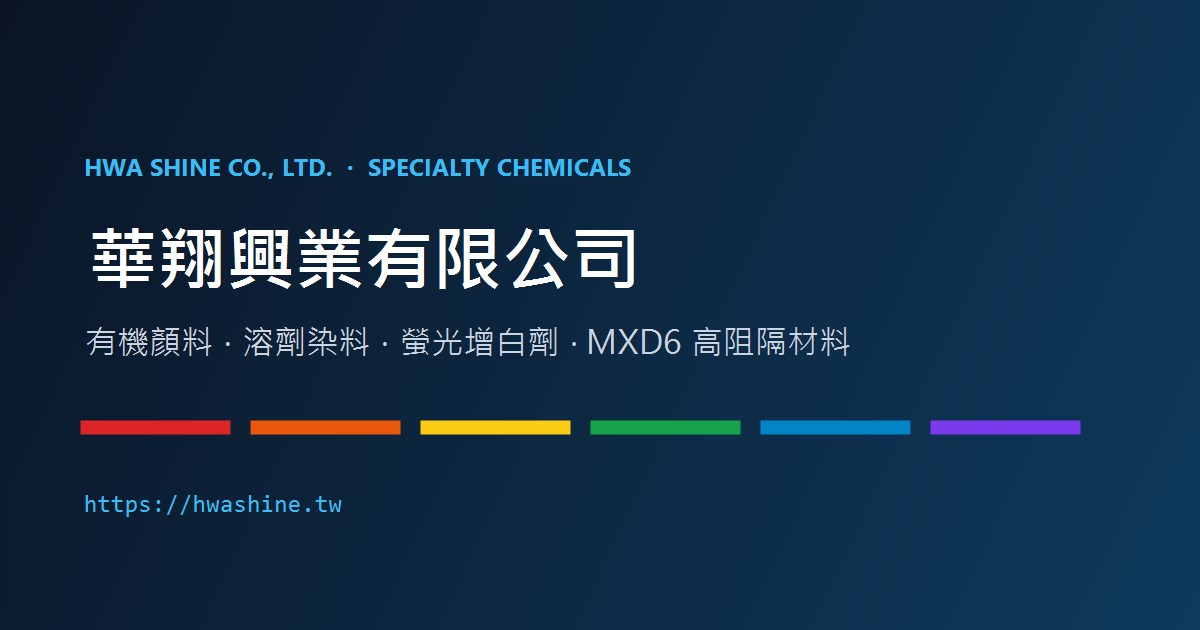 HWA SHINE CO., LTD. · SPECIALTY CHEMICALS
華翔興業有限公司
有機顏料 · 溶劑染料 · 螢光增白劑 · MXD6 高阻隔材料
https://hwashine.tw